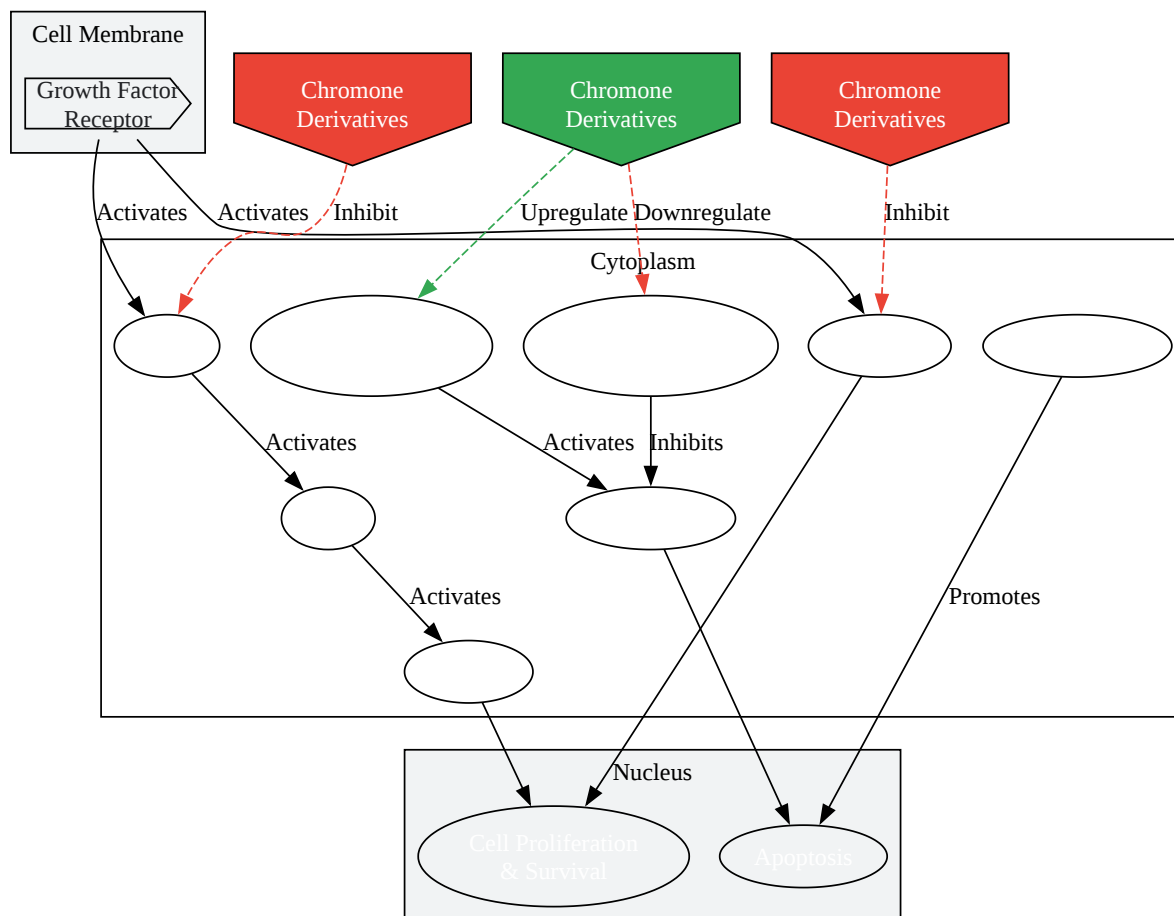 Cell Membrane
Growth Factor
Receptor
Chromone
Derivatives
Chromone
Derivatives
Chromone
Derivatives
Activates
Activates
Inhibit
Upregulate
Downregulate
Inhibit
Cytoplasm
Activates
Activates
Inhibits
Activates
Promotes
Nucleus
Cell Proliferation
& Survival
Apoptosis